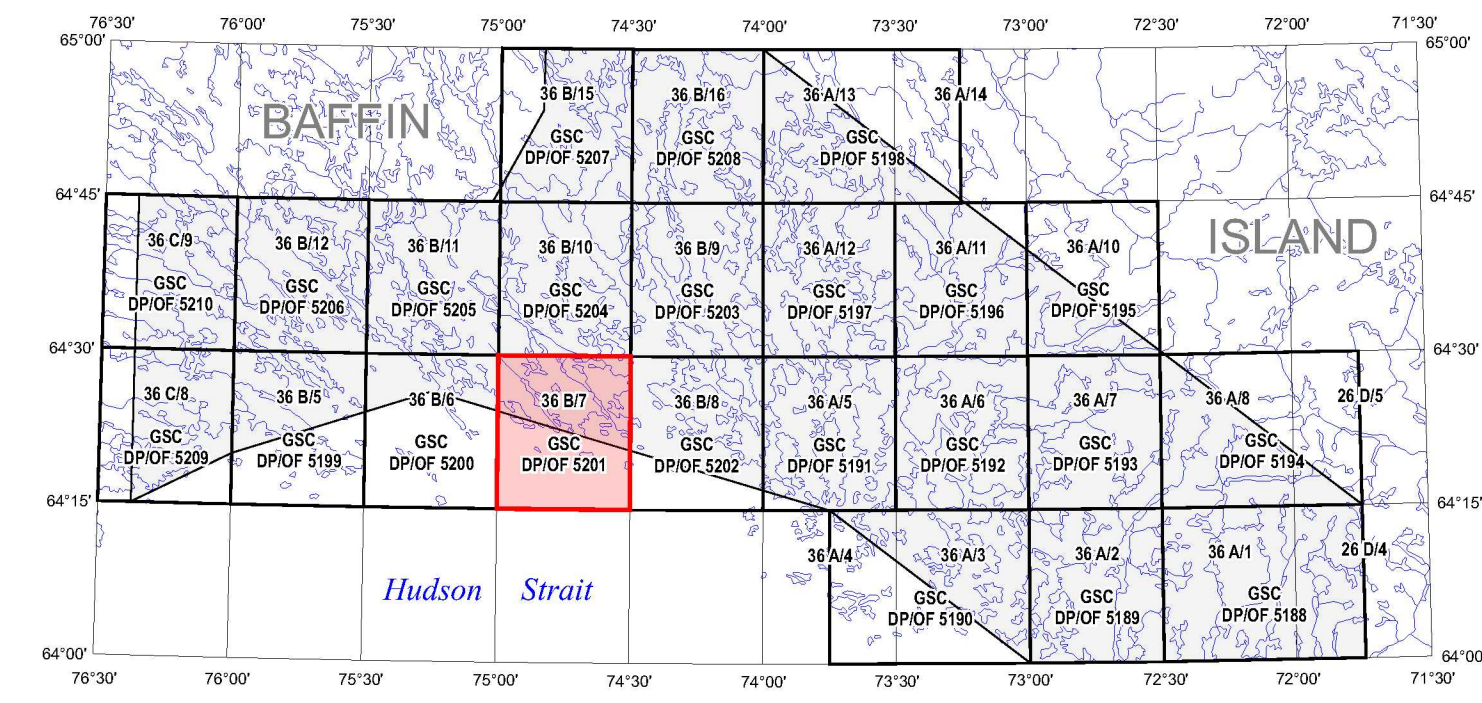 76°30' 76°00' 75°30' 75°00' 74°30' 74°00' 73°30' 73°00' 72°30' 72°00' 71°30'
65°00' 65°00'
36 B/15 36 B/16 36 A/13 36 A/14
BAFFIN
GSC GSC GSC
DP/OF 5207 DP/OF 5208 DP/OF 5198
64°45' 64°45'
ISLAND
36 C/9 36 B/12 36 B/11 36 B/10 36 B/9 36 A/12 36 A/11 36 A/10
GSC GSC GSC GSC GSC GSC GSC GSC
DP/OF 5210 DP/OF 5206 DP/OF 5205 DP/OF 5204 DP/OF 5203 DP/OF 5197 DP/OF 5196 DP/OF 5195
64°30' 64°30'
36 C/8 36 B/5 36 B/6 36 B/7 36 B/8 36 A/5 36 A/6 36 A/7 36 A/8 26 D/5
GSC GSC GSC GSC GSC GSC GSC GSC GSC
DP/OF 5209 DP/OF 5199 DP/OF 5200 DP/OF 5201 DP/OF 5202 DP/OF 5191 DP/OF 5192 DP/OF 5193 DP/OF 5194
64°15' 64°15'
36 A/4 36 A/3 36 A/2 36 A/1 26 D/4
Hudson Strait
GSC GSC GSC
DP/OF 5190 DP/OF 5189 DP/OF 5188
64°00' 64°00'
76°30' 76°00' 75°30' 75°00' 74°30' 74°00' 73°30' 73°00' 72°30' 72°00' 71°30'